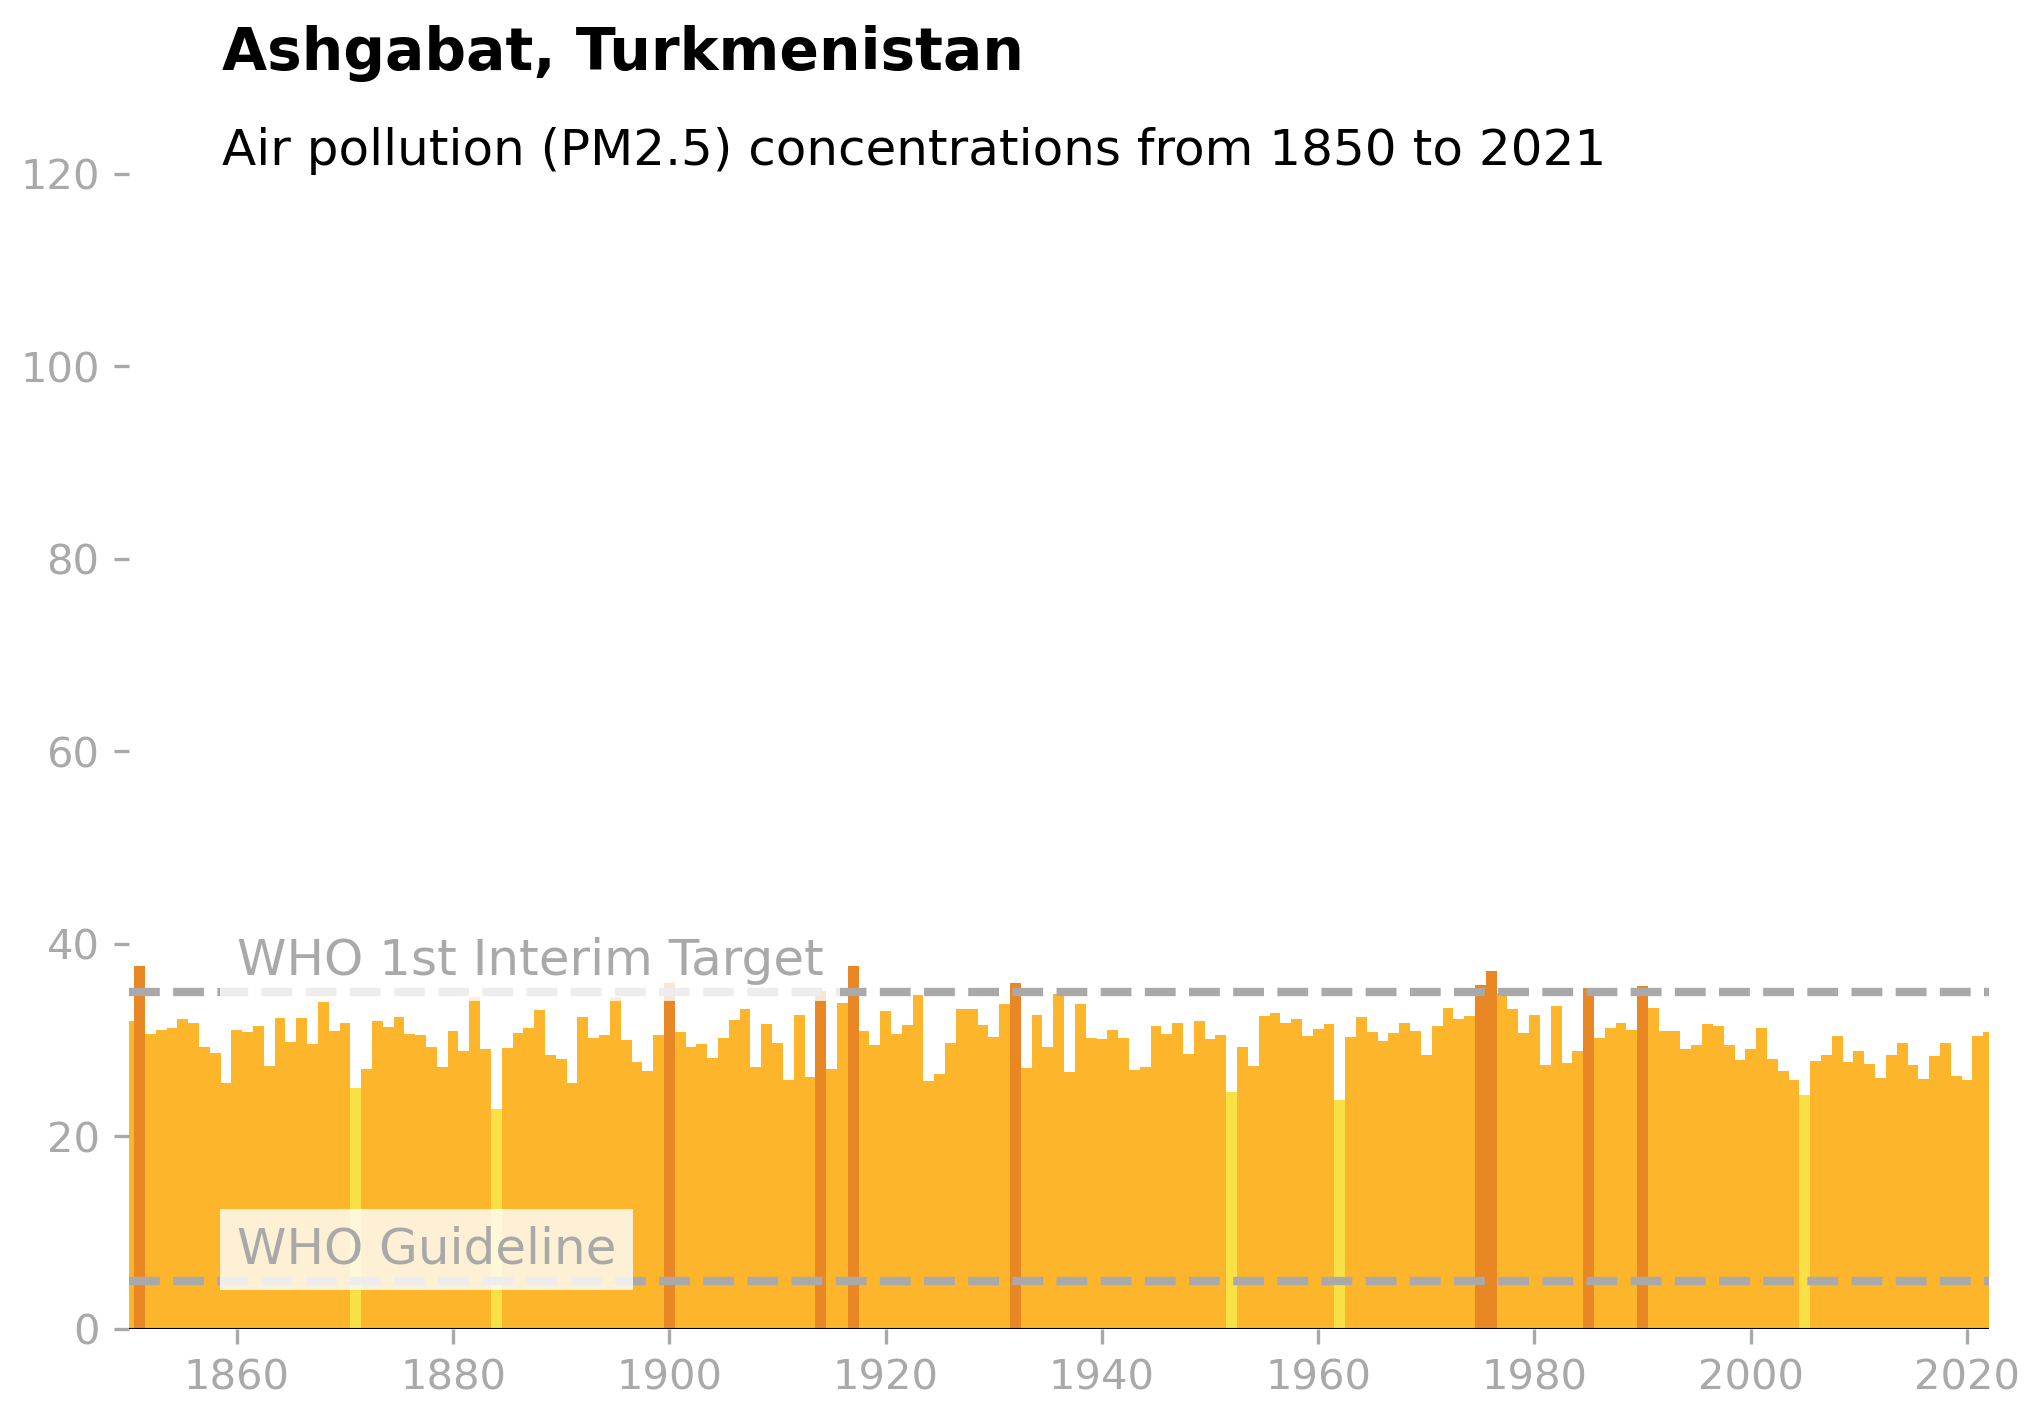 Ashgabat, Turkmenistan
Air pollution (PM2.5) concentrations from 1850 to 2021
120
100
80
60
40
WHO 1st Interim Target
20
WHO Guideline
0
1860 1880 1900 1920 1940 1960 1980 2000 2020